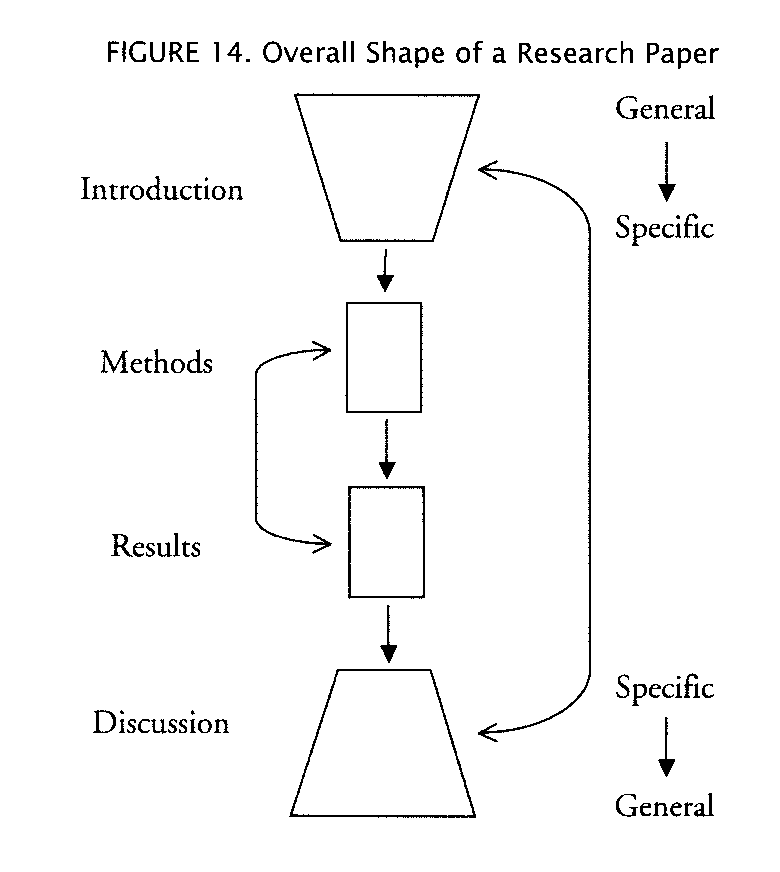 FIGURE 14. Overall Shape of a Research Paper
General
Introduction
Specific
Methods
Results
Specific
Discussion
General